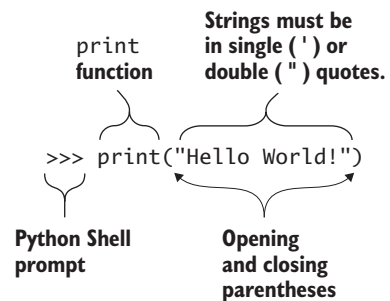 Strings must be
in single (') or
double (") quotes.
print
function
>>> print("Hello World!")
Python Shell
prompt
Opening
and closing
parentheses